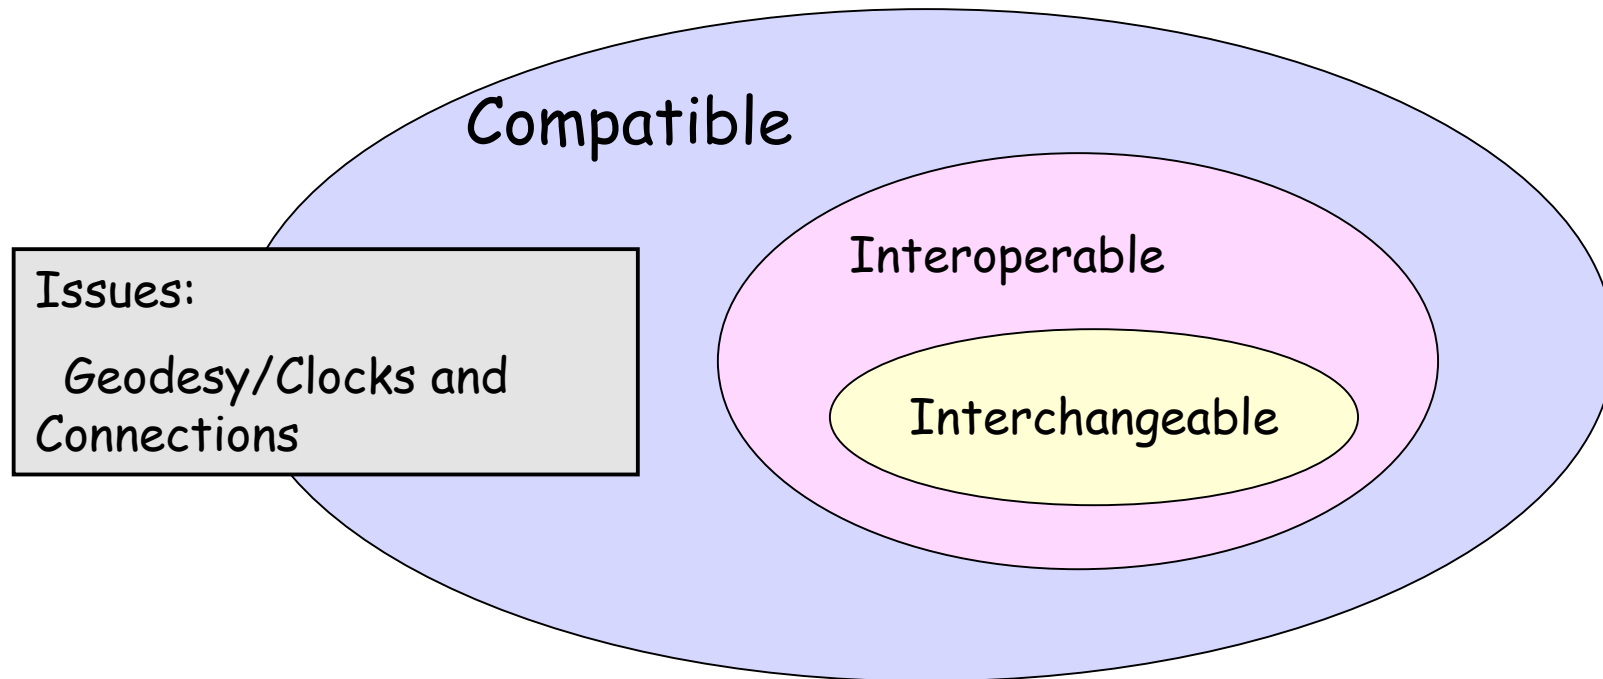 Compatible
Interoperable
Issues:
Geodesy/Clocks and
Connections
Interchangeable